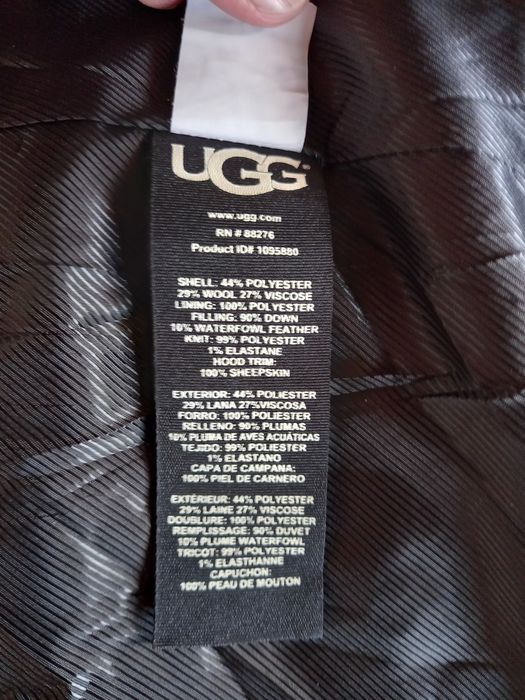 UGG
www.ugg.com
RN # 88276
Product ID# 1095880
SHELL: 44% POLYESTER
29% WOOL 27% VISCOSE
LINING: 100% POLYESTER
FILLING: 90% DOWN
10% WATERFOWL FEATHER
KNIT: 99% POLYESTER
1% ELASTANE
HOOD TRIM:
100% SHEEPSKIN
EXTERIOR: 44% POLIESTER
29% LANA 27%VISCOSA
FORRO: 100% POLIESTER
RELLENO: 90% PLUMAS
10% PLUMA DE AVES ACUÁTICAS
TEJIDO: 99% POLIESTER
1% ELASTANO
CAPA DE CAMPANA:
100% PIEL DE CARNERO
EXTÉRIEUR: 44% POLYESTER
29% LAINE 27% VISCOSE
DOUBLURE: 100% POLYESTER
REMPLISSAGE: 90% DUVET
10% PLUME WATERFOWL
TRICOT: 99% POLYESTER
1% ELASTHANNE
CAPUCHON:
100% PEAU DE MOUTON